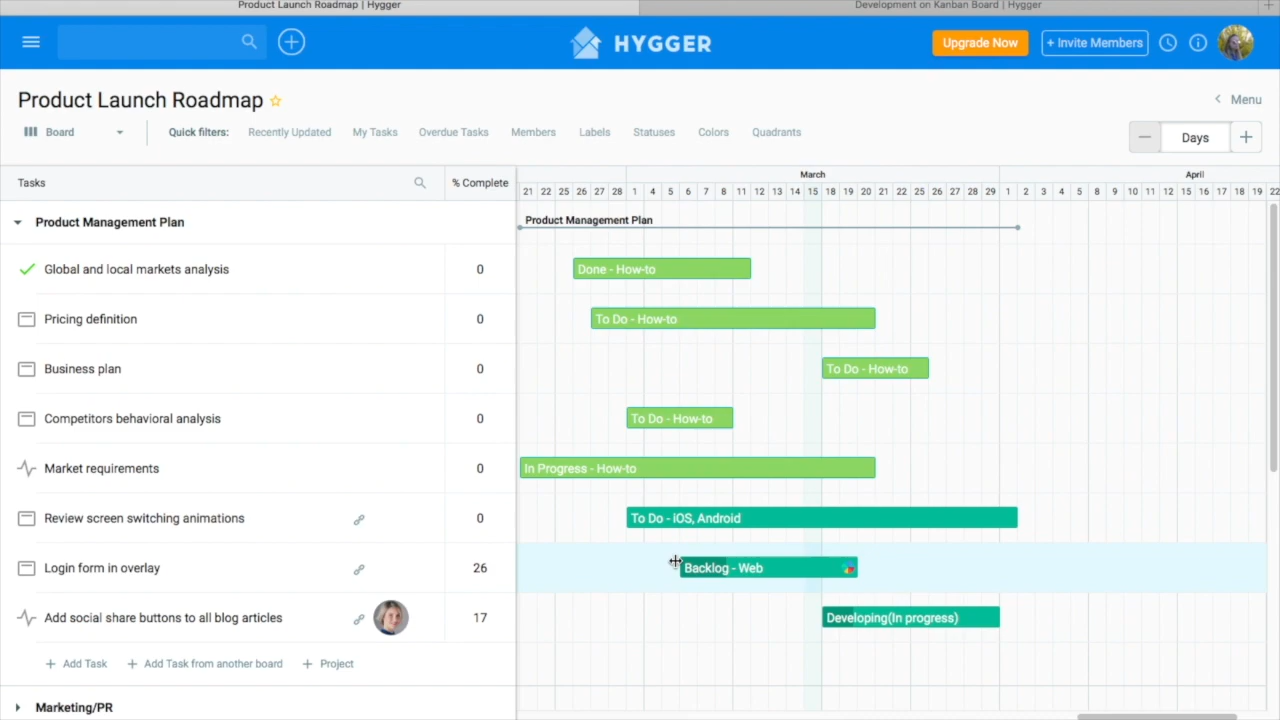 Product Launch Roadmap | Hygger
Development on Kanban Board | Hygger
HYGGER
Upgrade Now
+ Invite Members
Product Launch Roadmap
Menu
Board
Quick filters: Recently Updated My Tasks Overdue Tasks Members Labels Statuses Colors Quadrants
Days
Tasks
% Complete
March
April
21 22 25 26 27 28 1 4 5 6 7 8 11 12 13 14 15 18 19 20 21 22 25 26 27 28 29 1 2 3 4 5 8 9 10 11 12 15 16 17 18 19 22
Product Management Plan
Product Management Plan
Global and local markets analysis 0
Done - How-to
Pricing definition 0
To Do - How-to
Business plan 0
To Do - How-to
Competitors behavioral analysis 0
To Do - How-to
Market requirements 0
In Progress - How-to
Review screen switching animations 0
To Do - iOS, Android
Login form in overlay 26
Backlog - Web
Add social share buttons to all blog articles 17
Developing(In progress)
+ Add Task + Add Task from another board + Project
Marketing/PR